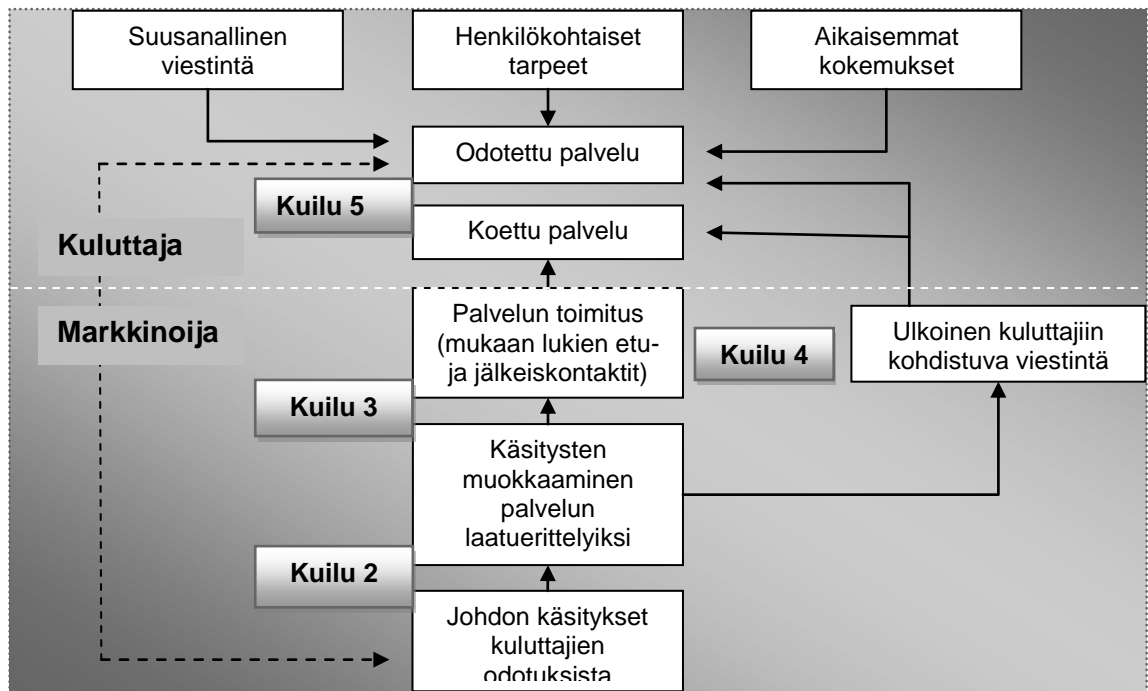 Suusanallinen
viestintä
Henkilökohtaiset
tarpeet
Aikaisemmat
kokemukset
Odotettu palvelu
Kuilu 5
Koettu palvelu
Kuluttaja
Markkinoija
Palvelun toimitus
(mukaan lukien etu-
ja jälkeiskontaktit)
Kuilu 4
Ulkoinen kuluttajiin
kohdistuva viestintä
Kuilu 3
Käsitysten
muokkaaminen
palvelun
laatuerittelyiksi
Kuilu 2
Johdon käsitykset
kuluttajien
odotuksista